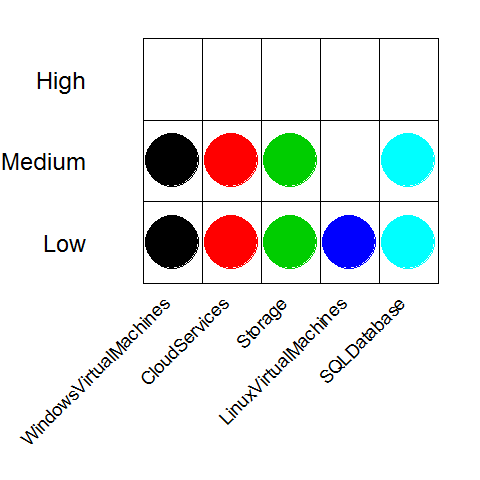 High
Medium
Low
WindowsVirtualMachines
CloudServices
Storage
LinuxVirtualMachines
SQLDatabase